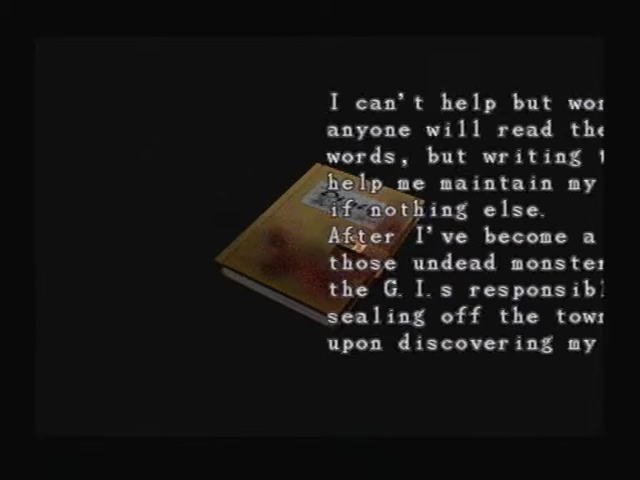 I can't help but wor
anyone will read the
words, but writing t
help me maintain my
if nothing else.
After I've become a
those undead monster
the G.I.s responsibl
sealing off the town
upon discovering my